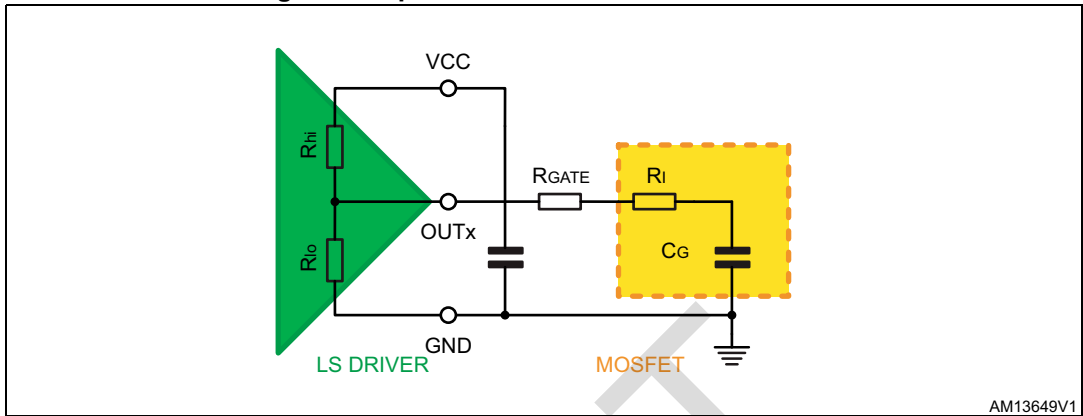 VCC
Rhi
RGATE
RI
OUTx
Rlo
CG
GND
LS DRIVER
MOSFET
AM13649V1